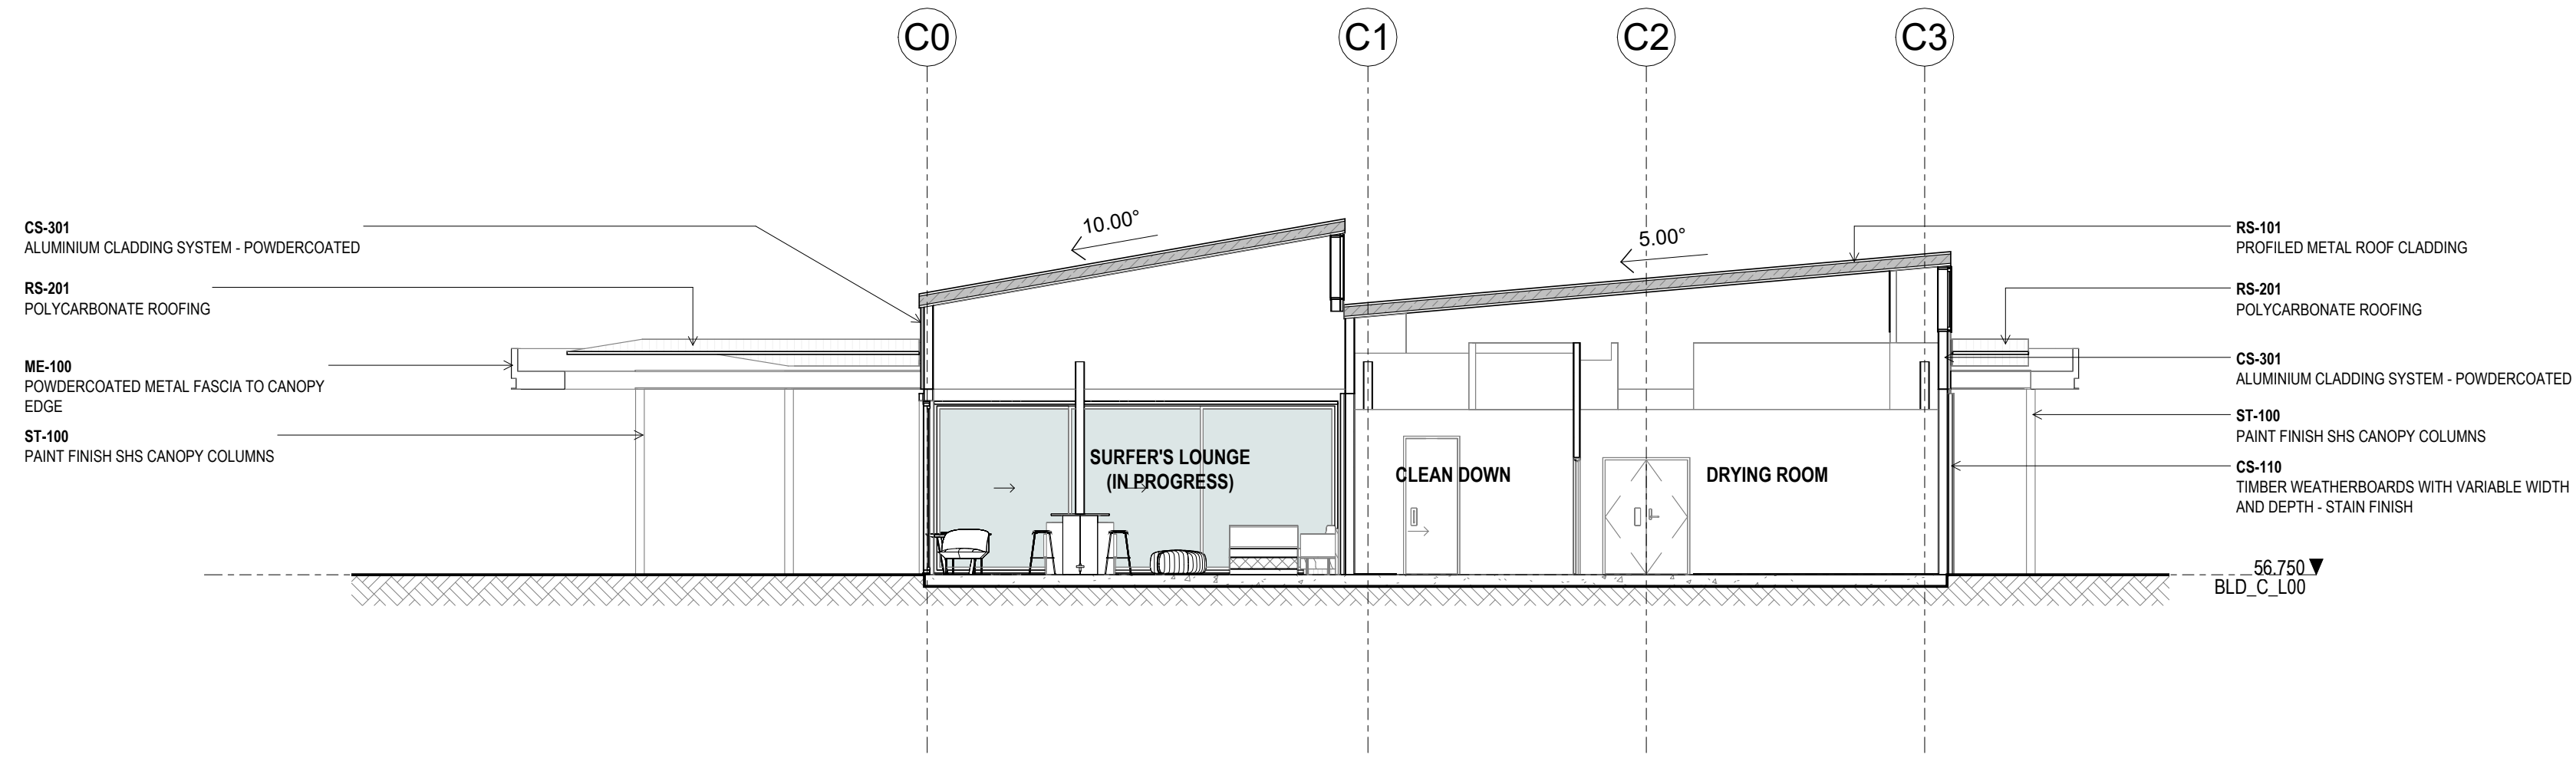 C0
C1
C2
C3
10.00°
5.00°
CS-301
ALUMINIUM CLADDING SYSTEM - POWDERCOATED
RS-201
POLYCARBONATE ROOFING
ME-100
POWDERCOATED METAL FASCIA TO CANOPY
EDGE
ST-100
PAINT FINISH SHS CANOPY COLUMNS
SURFER'S LOUNGE
(IN PROGRESS)
CLEAN DOWN
DRYING ROOM
RS-101
PROFILED METAL ROOF CLADDING
RS-201
POLYCARBONATE ROOFING
CS-301
ALUMINIUM CLADDING SYSTEM - POWDERCOATED
ST-100
PAINT FINISH SHS CANOPY COLUMNS
CS-110
TIMBER WEATHERBOARDS WITH VARIABLE WIDTH
AND DEPTH - STAIN FINISH
56.750
BLD_C_L00